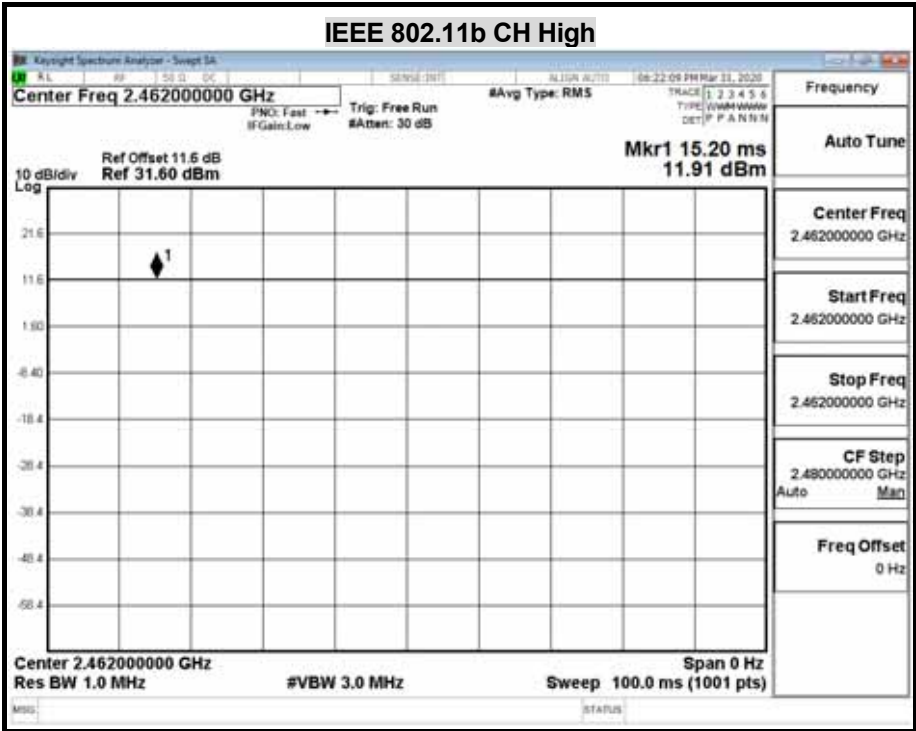 IEEE 802.11b CH High
Keysight Spectrum Analyzer - Swept SA
RL RF 50 Ω DC SENSE:INT ALIGN AUTO 06:22:09 PM Mar 31, 2020
Center Freq 2.462000000 GHz
PNO: Fast
IFGain:Low
Trig: Free Run
#Atten: 30 dB
#Avg Type: RMS
TRACE 1 2 3 4 5 6
TYPE
DET P P A N N N
Frequency
Mkr1 15.20 ms
11.91 dBm
Ref Offset 11.6 dB
10 dB/div Ref 31.60 dBm
Log
21.6
1
11.6
1.60
-8.40
-18.4
-28.4
-38.4
-48.4
-58.4
Center 2.462000000 GHz Span 0 Hz
Res BW 1.0 MHz #VBW 3.0 MHz Sweep 100.0 ms (1001 pts)
MSG STATUS
Auto Tune
Center Freq
2.462000000 GHz
Start Freq
2.462000000 GHz
Stop Freq
2.462000000 GHz
CF Step
2.480000000 GHz
Auto Man
Freq Offset
0 Hz